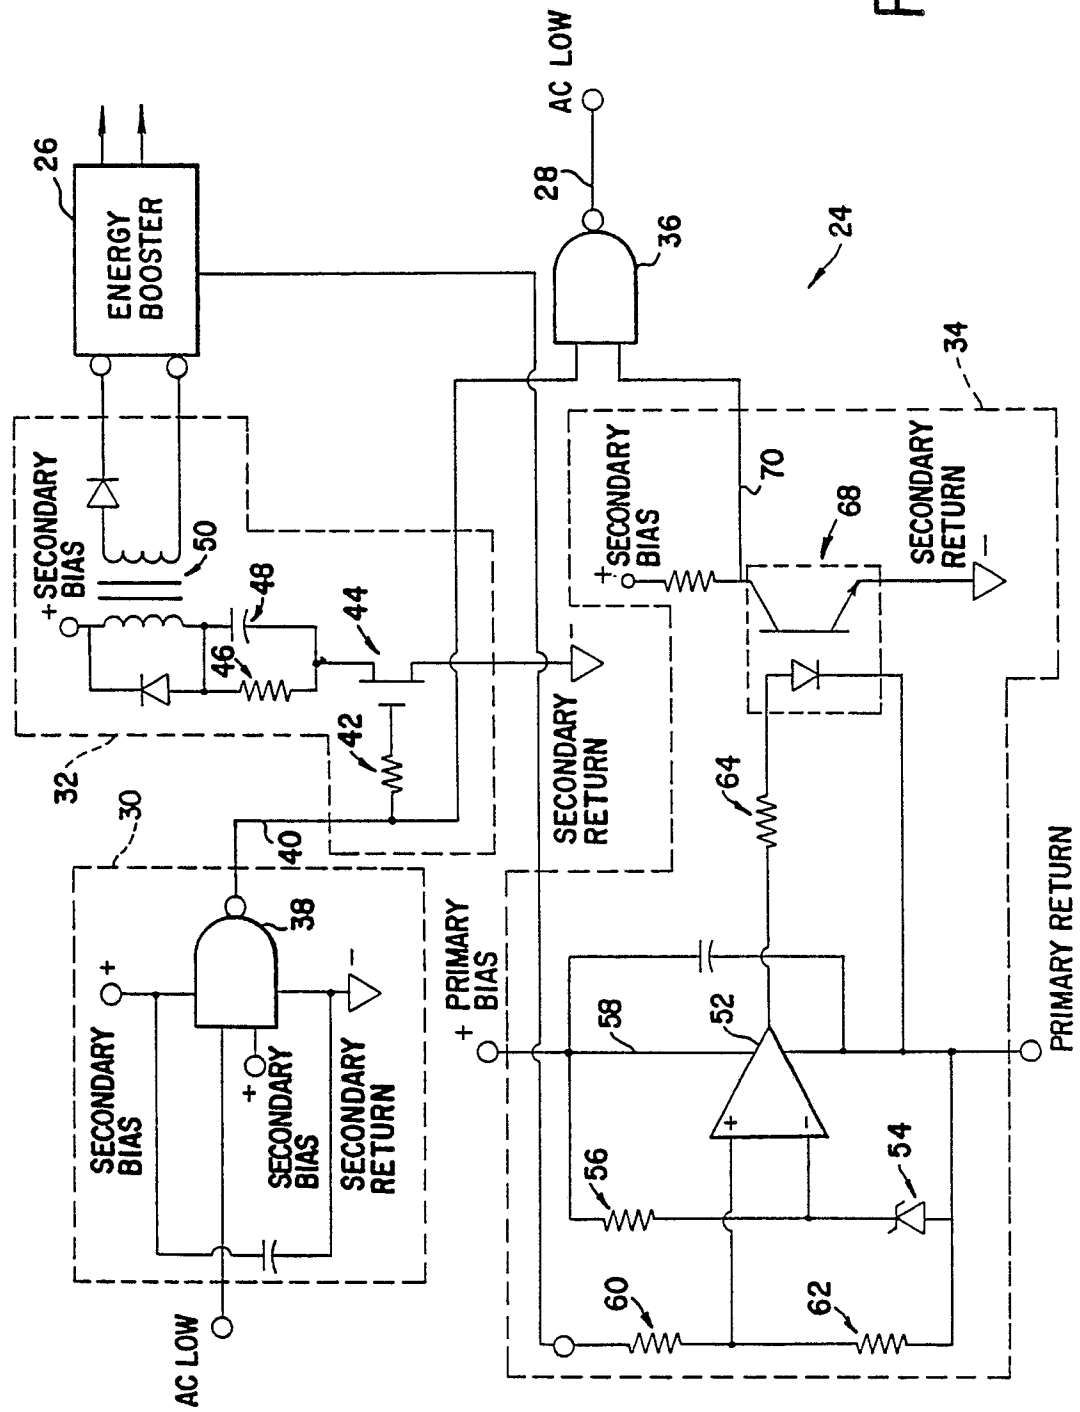 AC LOW
SECONDARY
BIAS
+
+
SECONDARY
BIAS
SECONDARY
RETURN
-
38
30
40
32
42
44
46
48
50
+ SECONDARY
BIAS
SECONDARY
RETURN
-
26
ENERGY
BOOSTER
AC LOW
28
36
24
34
+ PRIMARY
BIAS
58
52
+
-
56
54
60
62
64
PRIMARY RETURN
+
SECONDARY
BIAS
70
68
SECONDARY
RETURN
-